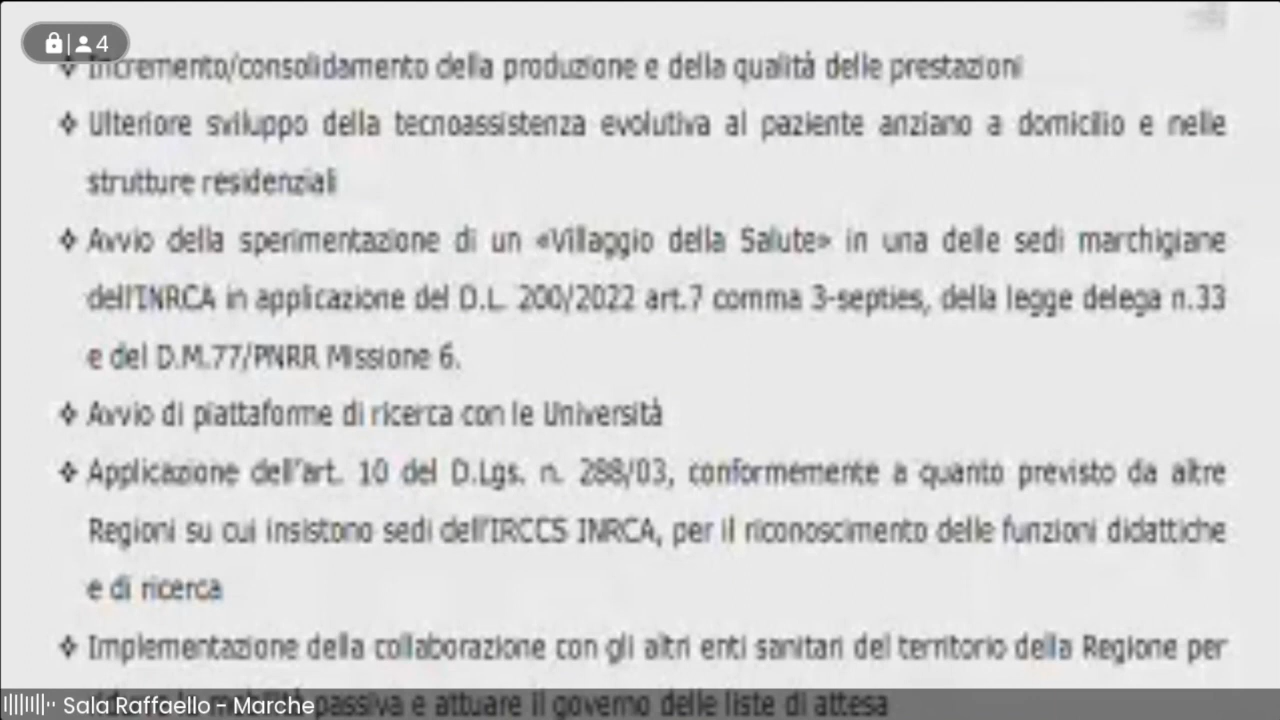 4
Incremento/consolidamento della produzione e della qualità delle prestazioni
Ulteriore sviluppo della tecnoassistenza evolutiva al paziente anziano a domicilio e nelle
strutture residenziali
Avvio della sperimentazione di un «Villaggio della Salute» in una delle sedi marchigiane
dell'INRCA in applicazione del D.L. 200/2022 art.7 comma 3-septies, della legge delega n.33
e del D.M.77/PNRR Missione 6.
Avvio di piattaforme di ricerca con le Università
Applicazione dell'art. 10 del D.Lgs. n. 288/03, conformemente a quanto previsto da altre
Regioni su cui insistono sedi dell'IRCCS INRCA, per il riconoscimento delle funzioni didattiche
e di ricerca
Implementazione della collaborazione con gli altri enti sanitari del territorio della Regione per
passiva e attuare il governo delle liste di attesa
Sala Raffaello - Marche